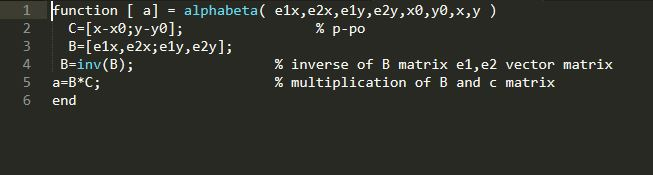 1 function [ a] = alphabeta( e1x,e2x,e1y,e2y,x0,y0,x,y )
2 C=[x-x0;y-y0]; % p-po
3 B=[e1x,e2x;e1y,e2y];
4 B=inv(B); % inverse of B matrix e1,e2 vector matrix
5 a=B*C; % multiplication of B and c matrix
6 end